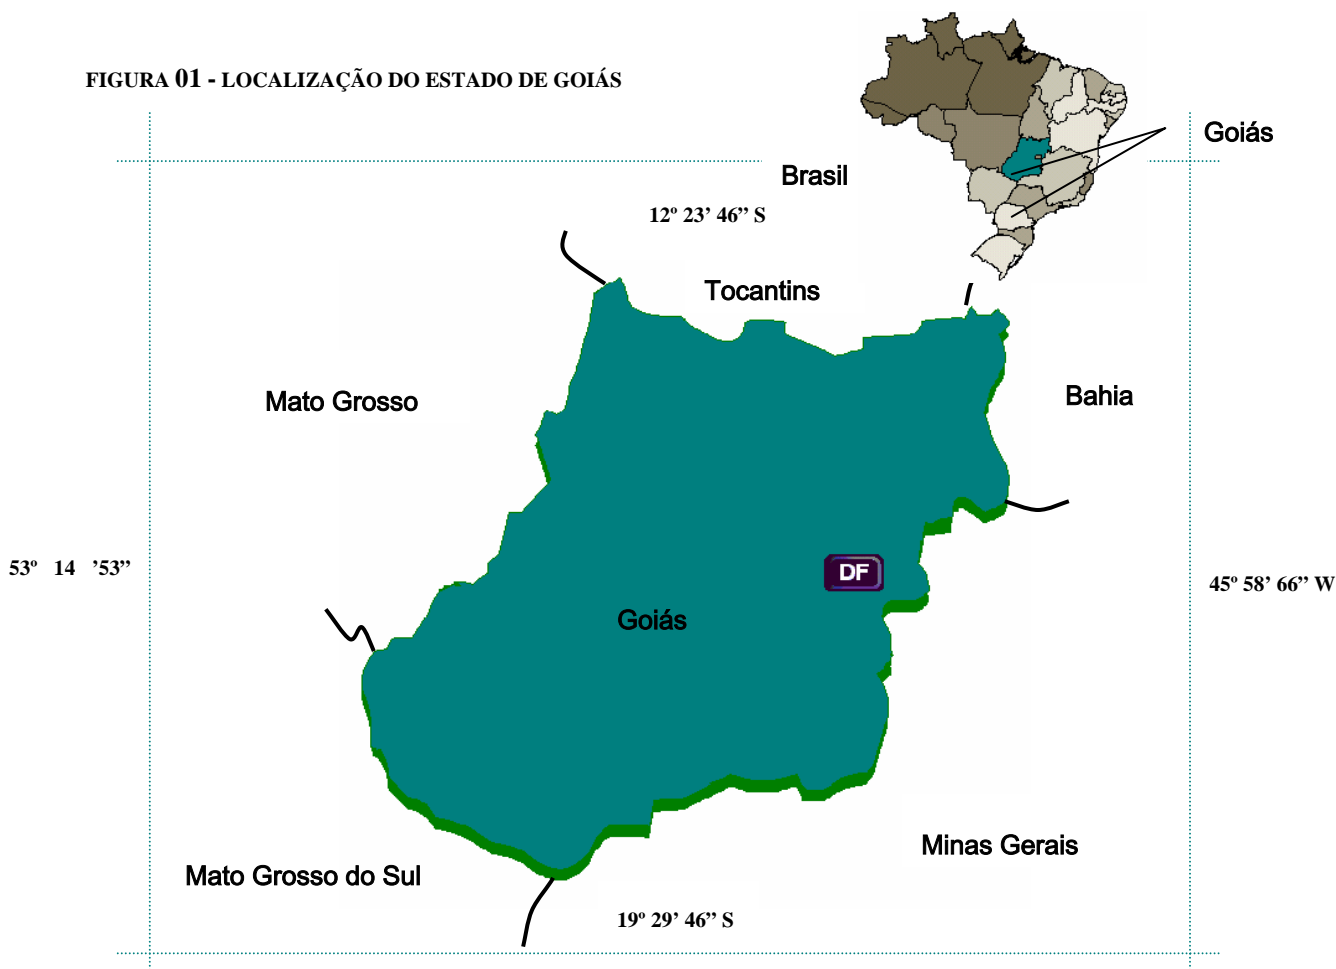 FIGURA 01 - LOCALIZAÇÃO DO ESTADO DE GOIÁS
Goiás
Brasil
12º 23’ 46” S
Tocantins
Mato Grosso
Bahia
53º 14 ’53”
DF
45º 58’ 66” W
Goiás
Minas Gerais
Mato Grosso do Sul
19º 29’ 46” S